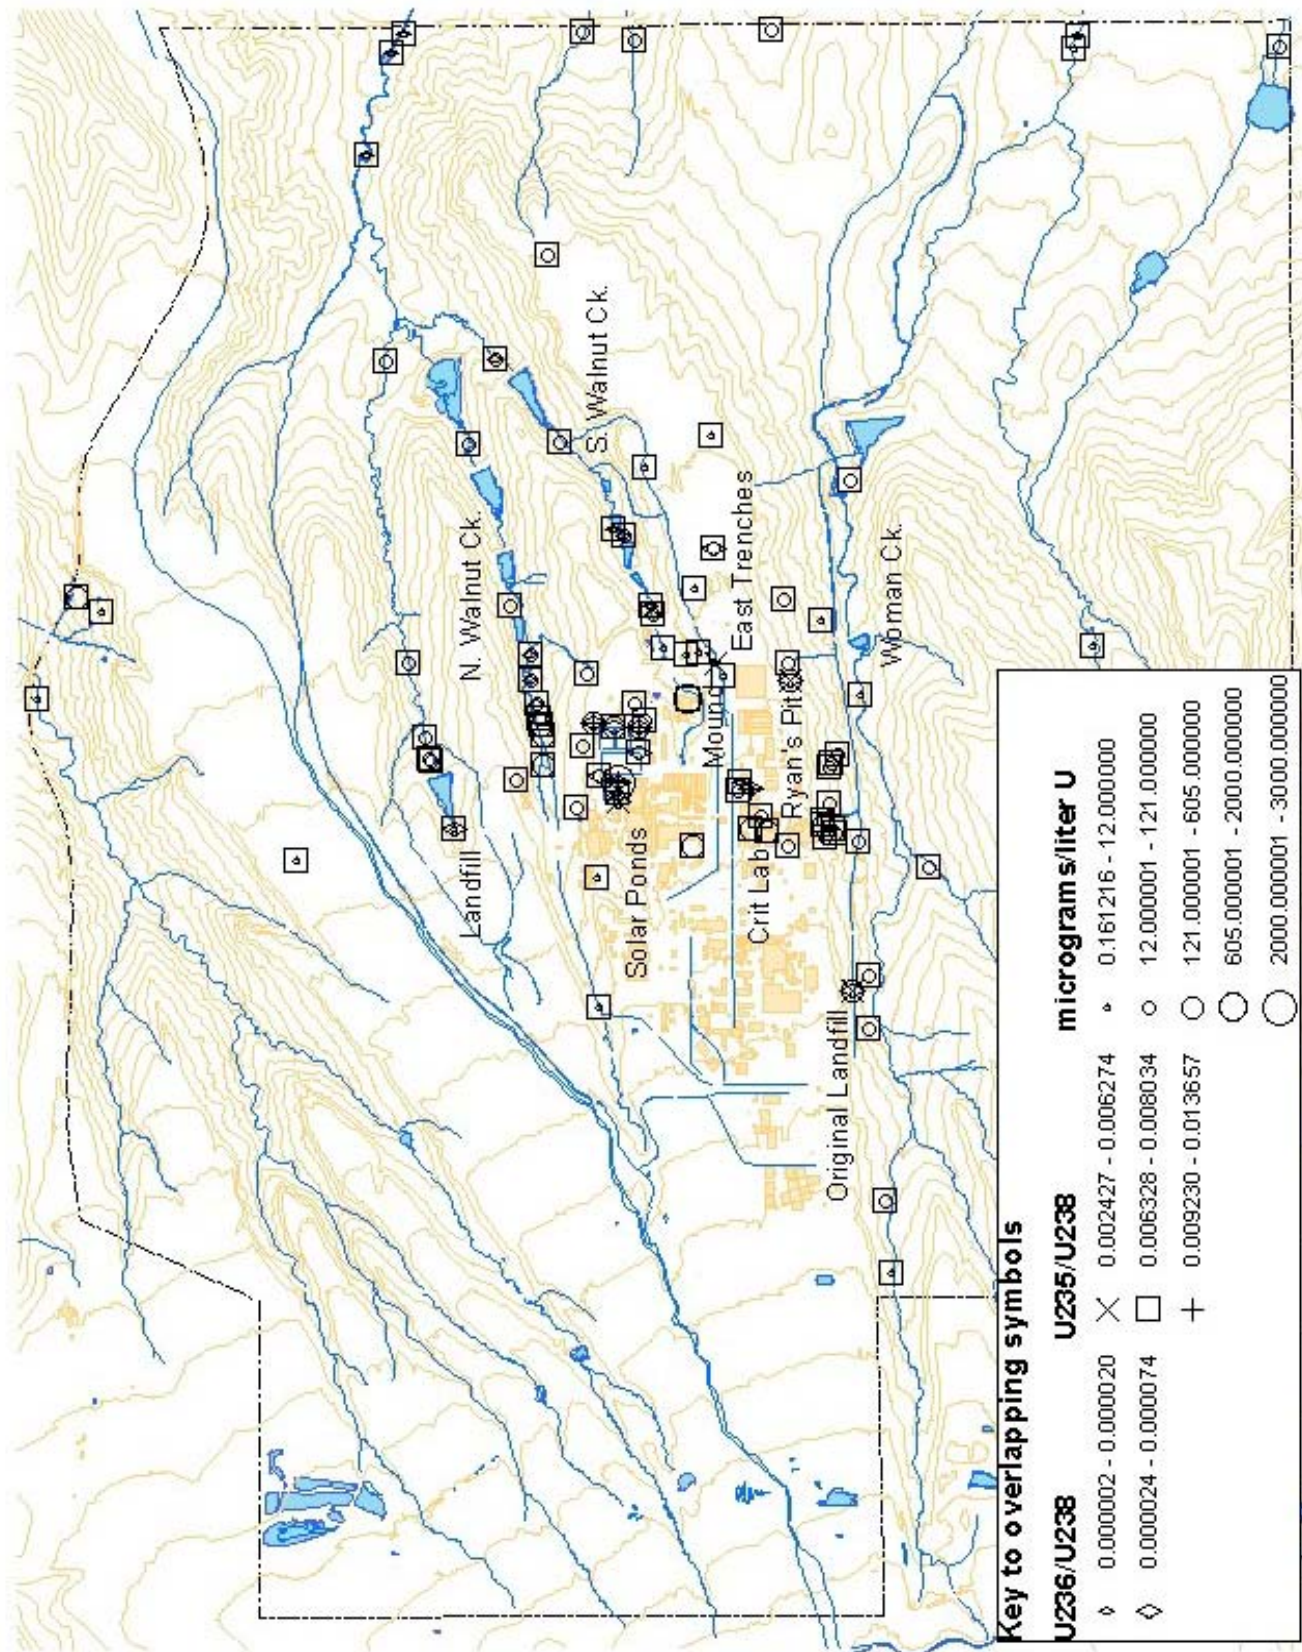 Landfill
N. Walnut Ck.
S. Walnut Ck.
Solar Ponds
Mound
East Trenches
Crit Lab
Ryan's Pit
Original Landfill
Woman Ck.
Key to overlapping symbols
U236/U238
0.000002 - 0.000020
0.000024 - 0.000074
U235/U238
0.002427 - 0.006274
0.006328 - 0.008034
0.009230 - 0.013657
micrograms/liter U
0.161216 - 12.000000
12.000001 - 121.000000
121.000001 - 605.000000
605.000001 - 2000.000000
2000.000001 - 3000.000000